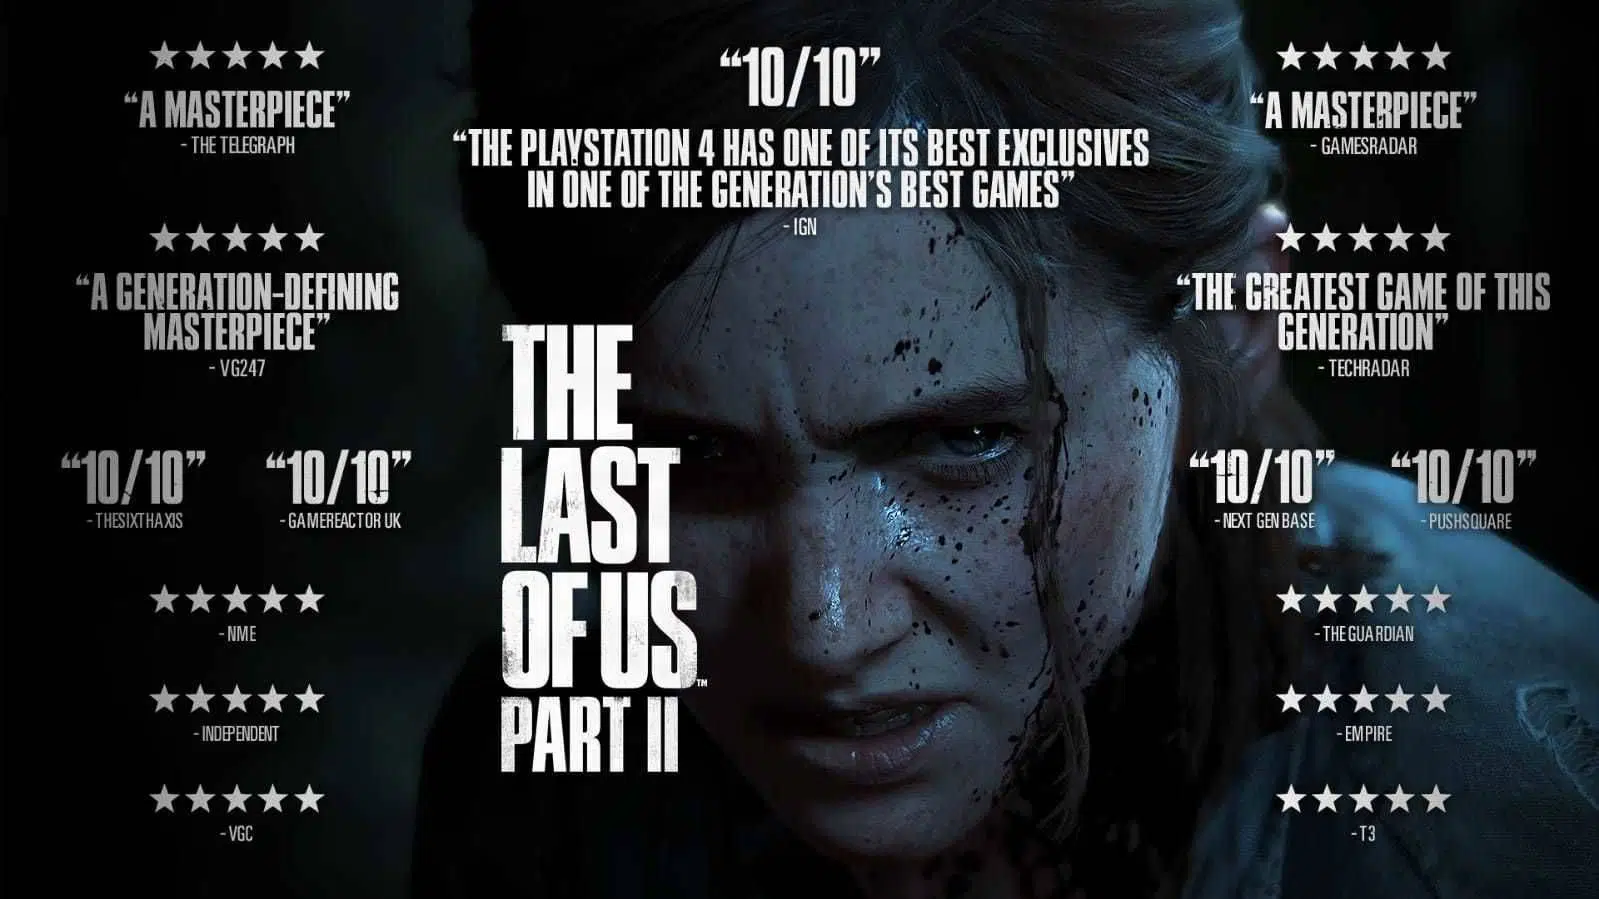 “A MASTERPIECE”
- THE TELEGRAPH
“A GENERATION-DEFINING
MASTERPIECE”
- VG247
“10/10”
- THESIXTHAXIS
“10/10”
- GAMEREACTOR UK
- NME
- INDEPENDENT
- VGC
“10/10”
“THE PLAYSTATION 4 HAS ONE OF ITS BEST EXCLUSIVES
IN ONE OF THE GENERATION’S BEST GAMES”
- IGN
THE
LAST
OF US™
PART II
“A MASTERPIECE”
- GAMESRADAR
“THE GREATEST GAME OF THIS
GENERATION”
- TECHRADAR
“10/10”
- NEXT GEN BASE
“10/10”
- PUSHSQUARE
- THE GUARDIAN
- EMPIRE
- T3